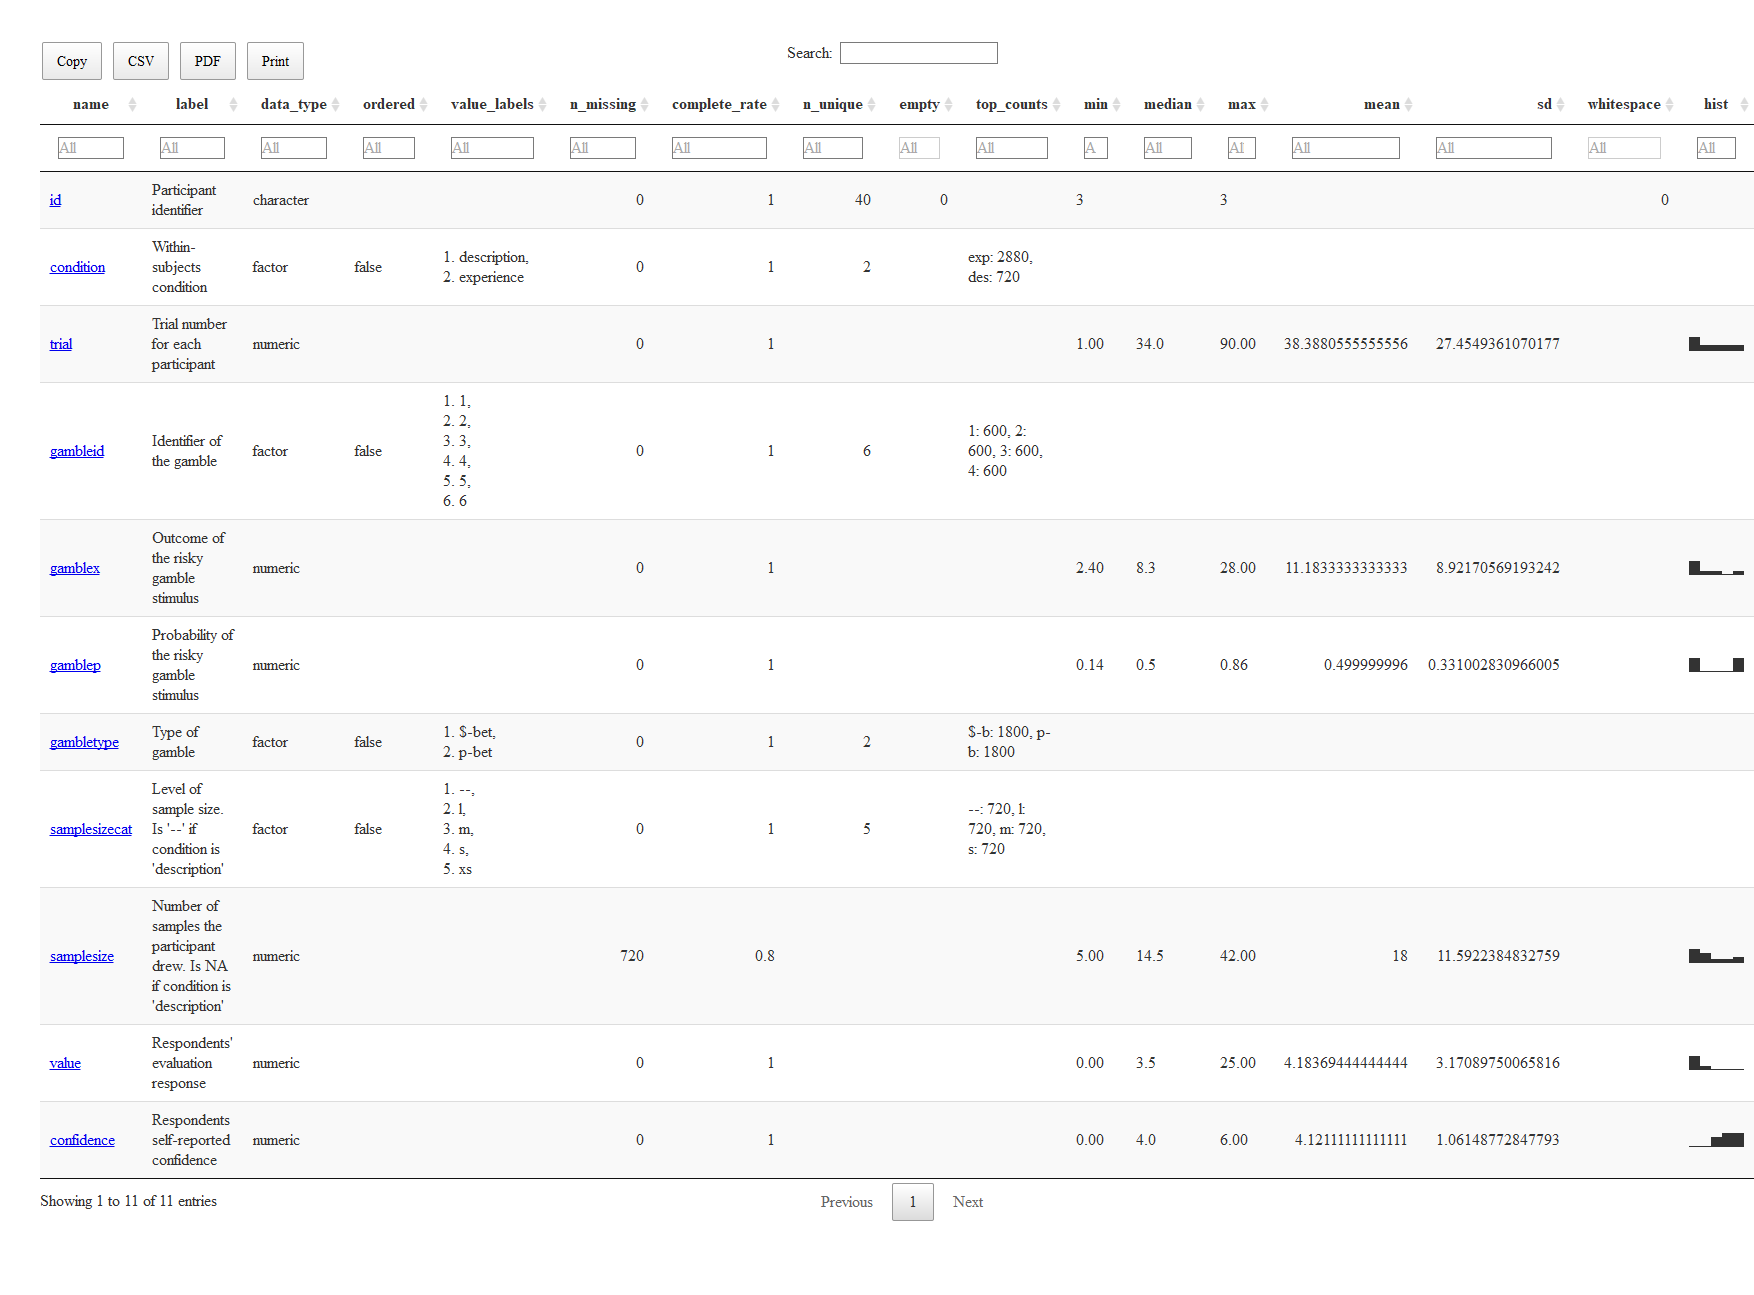 Copy CSV PDF Print Search:
name label data_type ordered value_labels n_missing complete_rate n_unique empty top_counts min median max mean sd whitespace hist
All All All All All All All All All All A All Al All All All All
id Participant identifier character 0 1 40 0 3 3 0
condition Within-subjects condition factor false 1. description, 2. experience 0 1 2 exp: 2880, des: 720
trial Trial number for each participant numeric 0 1 1.00 34.0 90.00 38.3880555555556 27.4549361070177
gambleid Identifier of the gamble factor false 1. 1, 2. 2, 3. 3, 4. 4, 5. 5, 6. 6 0 1 6 1: 600, 2: 600, 3: 600, 4: 600
gamblex Outcome of the risky gamble stimulus numeric 0 1 2.40 8.3 28.00 11.1833333333333 8.92170569193242
gamblep Probability of the risky gamble stimulus numeric 0 1 0.14 0.5 0.86 0.499999996 0.331002830966005
gambletype Type of gamble factor false 1. $-bet, 2. p-bet 0 1 2 $-b: 1800, p-b: 1800
samplesizecat Level of sample size. Is '--' if condition is 'description' factor false 1. --, 2. l, 3. m, 4. s, 5. xs 0 1 5 --: 720, l: 720, m: 720, s: 720
samplesize Number of samples the participant drew. Is NA if condition is 'description' numeric 720 0.8 5.00 14.5 42.00 18 11.5922384832759
value Respondents' evaluation response numeric 0 1 0.00 3.5 25.00 4.18369444444444 3.17089750065816
confidence Respondents self-reported confidence numeric 0 1 0.00 4.0 6.00 4.12111111111111 1.06148772847793
Showing 1 to 11 of 11 entries Previous 1 Next